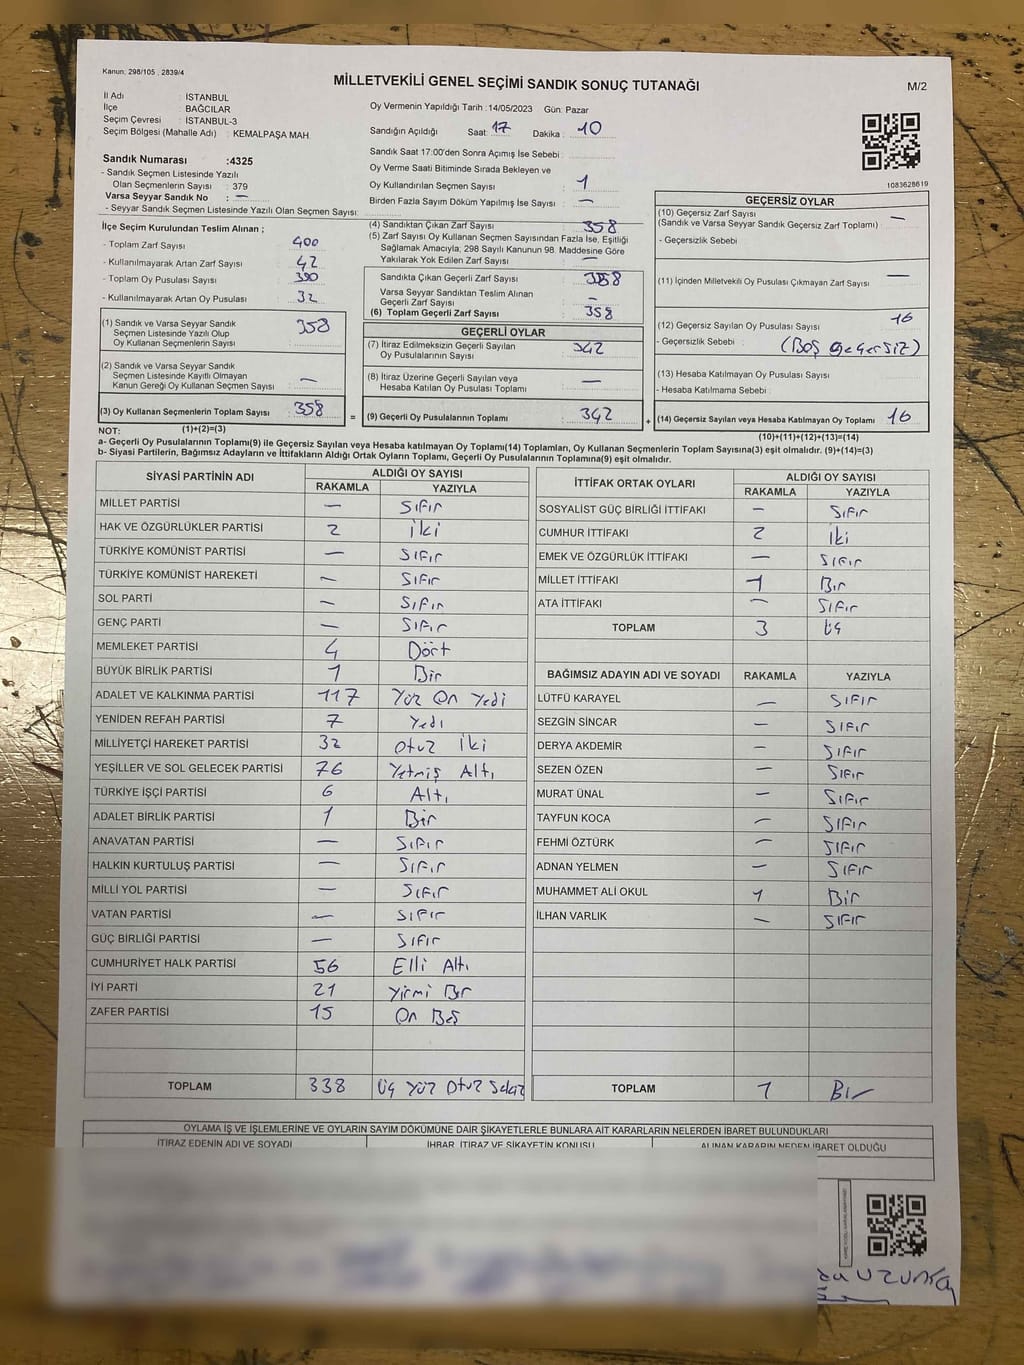 Kanun: 298/105 , 2839/4
MİLLETVEKİLİ GENEL SEÇİMİ SANDIK SONUÇ TUTANAĞI
M/2
İl Adı : İSTANBUL
İlçe : BAĞCILAR
Seçim Çevresi : İSTANBUL-3
Seçim Bölgesi (Mahalle Adı) : KEMALPAŞA MAH.
Oy Vermenin Yapıldığı Tarih :14/05/2023 Gün: Pazar
Sandığın Açıldığı Saat: 17 Dakika : 10
Sandık Saat 17:00'den Sonra Açılmış İse Sebebi :
Oy Verme Saati Bitiminde Sırada Bekleyen ve
Oy Kullandırılan Seçmen Sayısı : 1
Birden Fazla Sayım Döküm Yapılmış İse Sayısı : —
1083628619
Sandık Numarası :4325
- Sandık Seçmen Listesinde Yazılı
Olan Seçmenlerin Sayısı : 379
Varsa Seyyar Sandık No : —
- Seyyar Sandık Seçmen Listesinde Yazılı Olan Seçmen Sayısı:
İlçe Seçim Kurulundan Teslim Alınan ;
- Toplam Zarf Sayısı : 400
- Kullanılmayarak Artan Zarf Sayısı : 42
- Toplam Oy Pusulası Sayısı : 390
- Kullanılmayarak Artan Oy Pusulası : 32
(4) Sandıktan Çıkan Zarf Sayısı : 358
(5) Zarf Sayısı Oy Kullanan Seçmen Sayısından Fazla İse, Eşitliği
Sağlamak Amacıyla; 298 Sayılı Kanunun 98. Maddesine Göre
Yakılarak Yok Edilen Zarf Sayısı : —
Sandıkta Çıkan Geçerli Zarf Sayısı : 358
Varsa Seyyar Sandıktan Teslim Alınan
Geçerli Zarf Sayısı : —
(6) Toplam Geçerli Zarf Sayısı : 358
GEÇERSİZ OYLAR
(10) Geçersiz Zarf Sayısı —
(Sandık ve Varsa Seyyar Sandık Geçersiz Zarf Toplamı) :
- Geçersizlik Sebebi :
(11) İçinden Milletvekili Oy Pusulası Çıkmayan Zarf Sayısı : —
(12) Geçersiz Sayılan Oy Pusulası Sayısı : 16
- Geçersizlik Sebebi : (Boş Geçersiz)
(13) Hesaba Katılmayan Oy Pusulası Sayısı :
- Hesaba Katılmama Sebebi :
(14) Geçersiz Sayılan veya Hesaba Katılmayan Oy Toplamı : 16
(10)+(11)+(12)+(13)=(14)
(1) Sandık ve Varsa Seyyar Sandık
Seçmen Listesinde Yazılı Olup
Oy Kullanan Seçmenlerin Sayısı : 358
(2) Sandık ve Varsa Seyyar Sandık
Seçmen Listesinde Kayıtlı Olmayan
Kanun Gereği Oy Kullanan Seçmen Sayısı : —
(3) Oy Kullanan Seçmenlerin Toplam Sayısı : 358
=
GEÇERLİ OYLAR
(7) İtiraz Edilmeksizin Geçerli Sayılan
Oy Pusulalarının Sayısı : 342
(8) İtiraz Üzerine Geçerli Sayılan veya
Hesaba Katılan Oy Pusulası Toplamı : —
(9) Geçerli Oy Pusulalarının Toplamı : 342
+
NOT: (1)+(2)=(3)
a- Geçerli Oy Pusulalarının Toplamı(9) ile Geçersiz Sayılan veya Hesaba katılmayan Oy Toplamı(14) Toplamları, Oy Kullanan Seçmenlerin Toplam Sayısına(3) eşit olmalıdır. (9)+(14)=(3)
b- Siyasi Partilerin, Bağımsız Adayların ve İttifakların Aldığı Ortak Oyların Toplamı, Geçerli Oy Pusulalarının Toplamına(9) eşit olmalıdır.
SİYASİ PARTİNİN ADI ALDIĞI OY SAYISI
RAKAMLA YAZIYLA
MİLLET PARTİSİ — Sıfır
HAK VE ÖZGÜRLÜKLER PARTİSİ 2 İki
TÜRKİYE KOMÜNİST PARTİSİ — Sıfır
TÜRKİYE KOMÜNİST HAREKETİ — Sıfır
SOL PARTİ — Sıfır
GENÇ PARTİ — Sıfır
MEMLEKET PARTİSİ 4 Dört
BÜYÜK BİRLİK PARTİSİ 1 Bir
ADALET VE KALKINMA PARTİSİ 117 Yüz On Yedi
YENİDEN REFAH PARTİSİ 7 Yedi
MİLLİYETÇİ HAREKET PARTİSİ 32 Otuz İki
YEŞİLLER VE SOL GELECEK PARTİSİ 76 Yetmiş Altı
TÜRKİYE İŞÇİ PARTİSİ 6 Altı
ADALET BİRLİK PARTİSİ 1 Bir
ANAVATAN PARTİSİ — Sıfır
HALKIN KURTULUŞ PARTİSİ — Sıfır
MİLLİ YOL PARTİSİ — Sıfır
VATAN PARTİSİ — Sıfır
GÜÇ BİRLİĞİ PARTİSİ — Sıfır
CUMHURİYET HALK PARTİSİ 56 Elli Altı
İYİ PARTİ 21 Yirmi Bir
ZAFER PARTİSİ 15 On Beş
TOPLAM 338 Üç Yüz Otuz Sekiz
İTTİFAK ORTAK OYLARI ALDIĞI OY SAYISI
RAKAMLA YAZIYLA
SOSYALİST GÜÇ BİRLİĞİ İTTİFAKI — Sıfır
CUMHUR İTTİFAKI 2 İki
EMEK VE ÖZGÜRLÜK İTTİFAKI — Sıfır
MİLLET İTTİFAKI 1 Bir
ATA İTTİFAKI — Sıfır
TOPLAM 3 Üç
BAĞIMSIZ ADAYIN ADI VE SOYADI RAKAMLA YAZIYLA
LÜTFÜ KARAYEL — Sıfır
SEZGİN SİNCAR — Sıfır
DERYA AKDEMİR — Sıfır
SEZEN ÖZEN — Sıfır
MURAT ÜNAL — Sıfır
TAYFUN KOCA — Sıfır
FEHMİ ÖZTÜRK — Sıfır
ADNAN YELMEN — Sıfır
MUHAMMET ALİ OKUL 1 Bir
İLHAN VARLIK — Sıfır
TOPLAM 1 Bir
OYLAMA İŞ VE İŞLEMLERİNE VE OYLARIN SAYIM DÖKÜMÜNE DAİR ŞİKAYETLERLE BUNLARA AİT KARARLARIN NELERDEN İBARET BULUNDUKLARI
İTİRAZ EDENİN ADI VE SOYADI İHBAR, İTİRAZ VE ŞİKAYETİN KONUSU ALINAN KARARIN NEDEN İBARET OLDUĞU